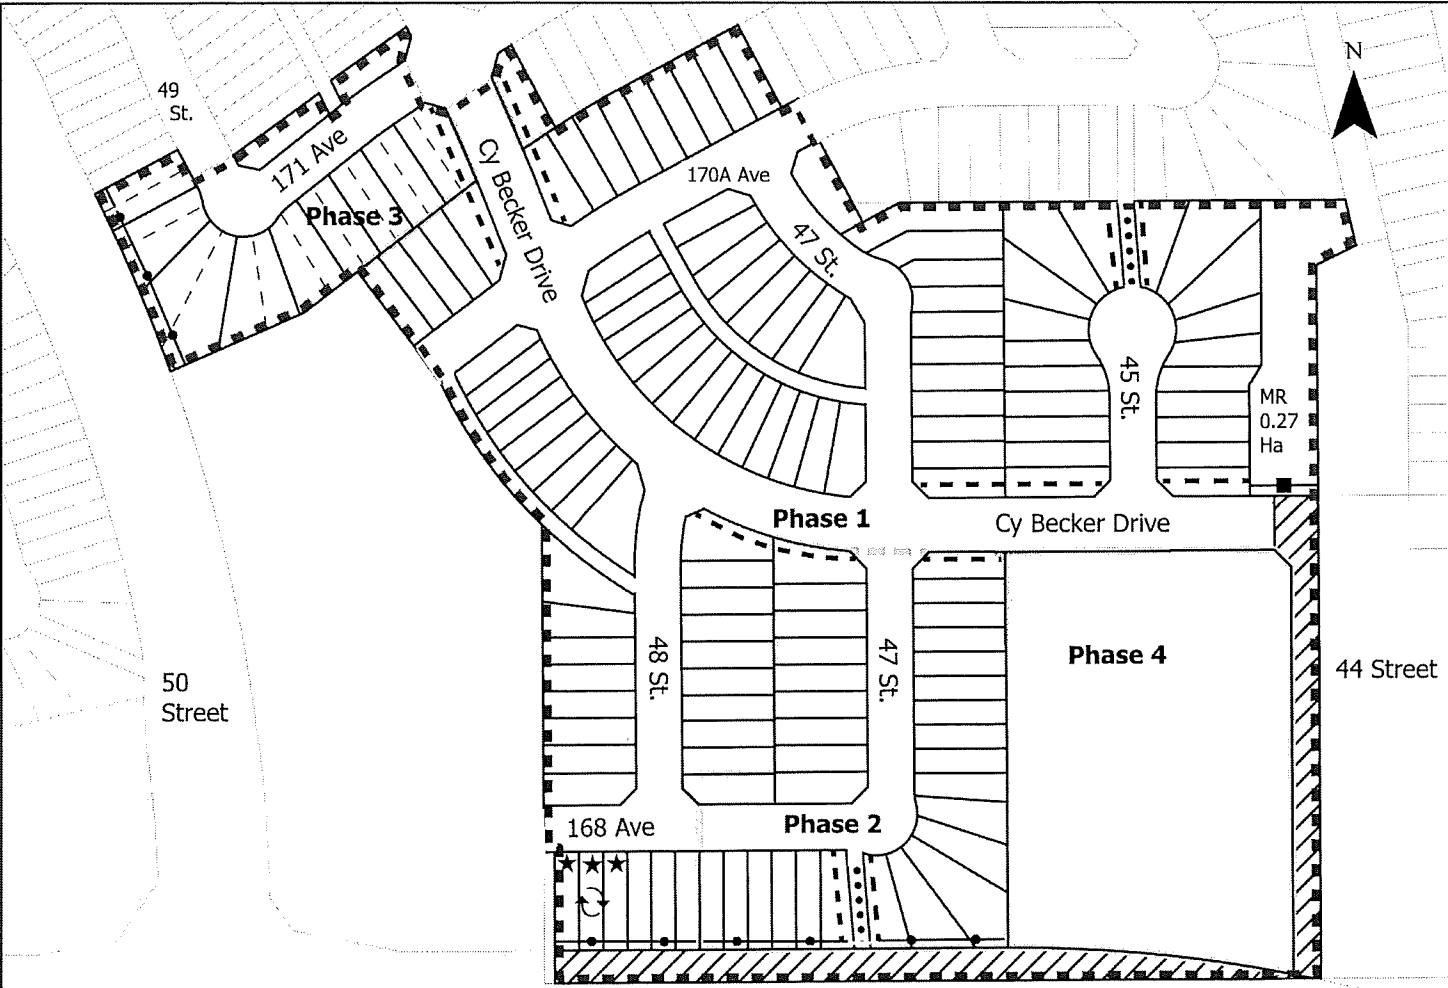 N
49
St.
171 Ave
Phase 3
Cy Becker Drive
170A Ave
47 St.
45 St.
MR
0.27
Ha
Phase 1
Cy Becker Drive
48 St.
47 St.
Phase 4
50
Street
44 Street
168 Ave
Phase 2